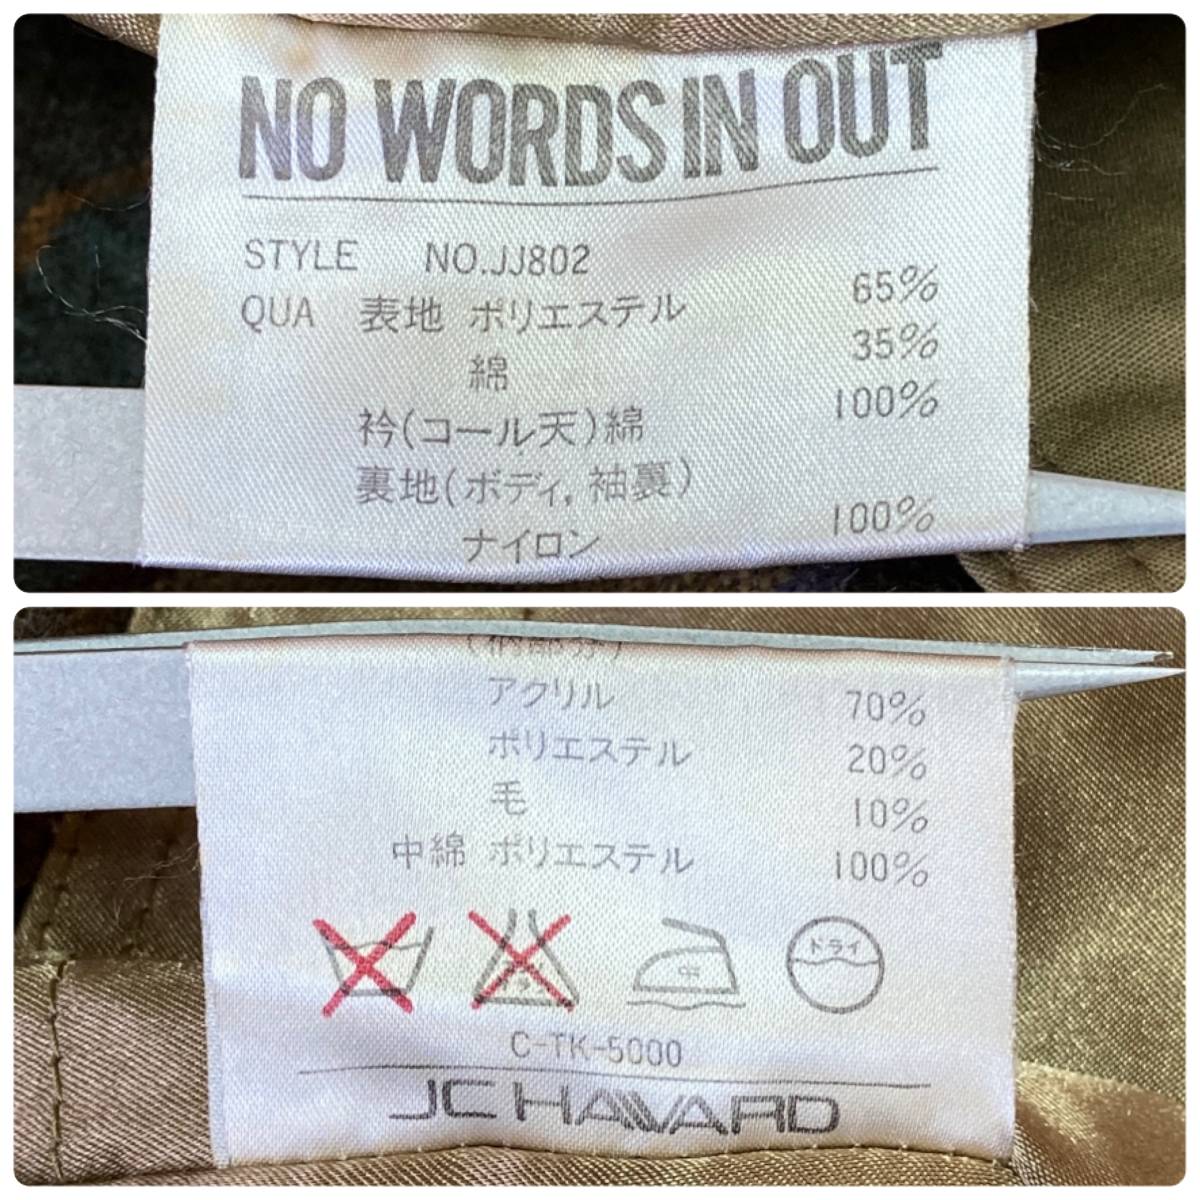 NO WORDS IN OUT
STYLE NO.JJ802
QUA 表地 ポリエステル 65%
綿 35%
衿(コール天)綿 100%
裏地(ボディ,袖裏)
ナイロン 100%
アクリル 70%
ポリエステル 20%
毛 10%
中綿 ポリエステル 100%
中 ドライ
C-TK-5000
JC HAVARD